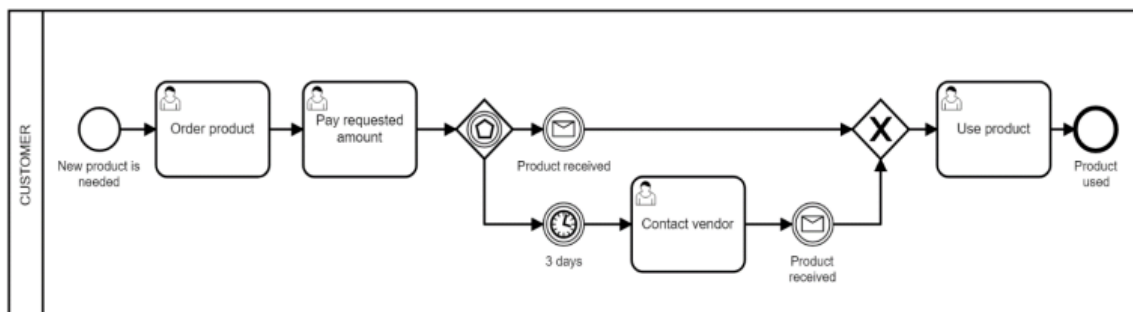 CUSTOMER
New product is
needed
Order product
Pay requested
amount
Product received
3 days
Contact vendor
Product
received
X
Use product
Product
used